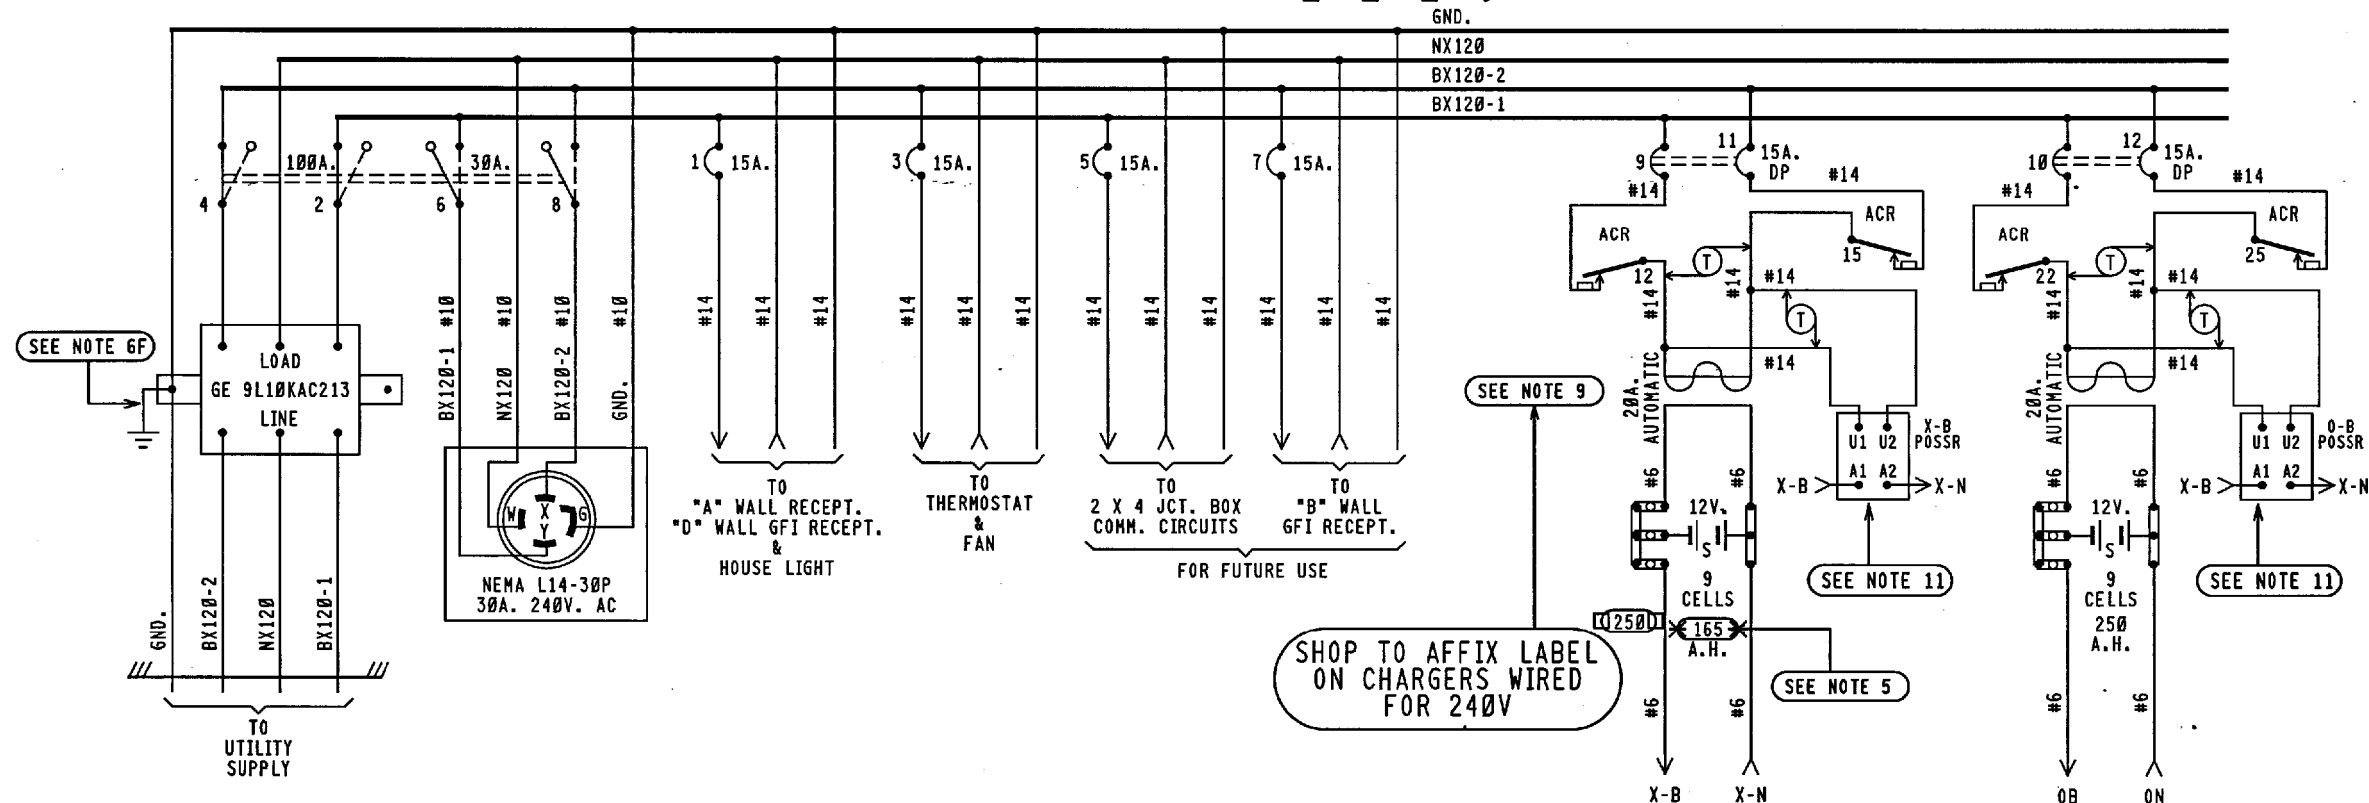 GND.
NX120
BX120-2
BX120-1
100A.
30A.
4
2
6
8
1
15A.
3
15A.
5
15A.
7
15A.
9
11
15A.
DP
#14
#14
10
12
15A.
DP
#14
#14
ACR
ACR
12
15
T
#14
#14
#14
T
#14
ACR
ACR
22
25
T
#14
#14
T
#14
SEE NOTE 6F
LOAD
GE 9L10KAC213
LINE
BX120-1
#10
NX120
#10
BX120-2
#10
GND.
#10
#14
#14
#14
#14
#14
#14
#14
#14
#14
#14
#14
#14
W
X
Y
G
NEMA L14-30P
30A. 240V. AC
TO
"A" WALL RECEPT.
"D" WALL GFI RECEPT.
&
HOUSE LIGHT
TO
THERMOSTAT
&
FAN
TO
2 X 4 JCT. BOX
COMM. CIRCUITS
TO
"B" WALL
GFI RECEPT.
FOR FUTURE USE
SEE NOTE 9
SHOP TO AFFIX LABEL
ON CHARGERS WIRED
FOR 240V
20A.
AUTOMATIC
#6
#6
12V.
S
9
CELLS
250
165
A.H.
SEE NOTE 5
#6
#6
X-B
X-N
U1 U2
A1 A2
X-B
POSSR
X-B
X-N
SEE NOTE 11
20A.
AUTOMATIC
#6
#6
12V.
S
9
CELLS
250
A.H.
#6
#6
OB
ON
U1 U2
A1 A2
O-B
POSSR
X-B
X-N
SEE NOTE 11
GND.
BX120-2
NX120
BX120-1
TO
UTILITY
SUPPLY